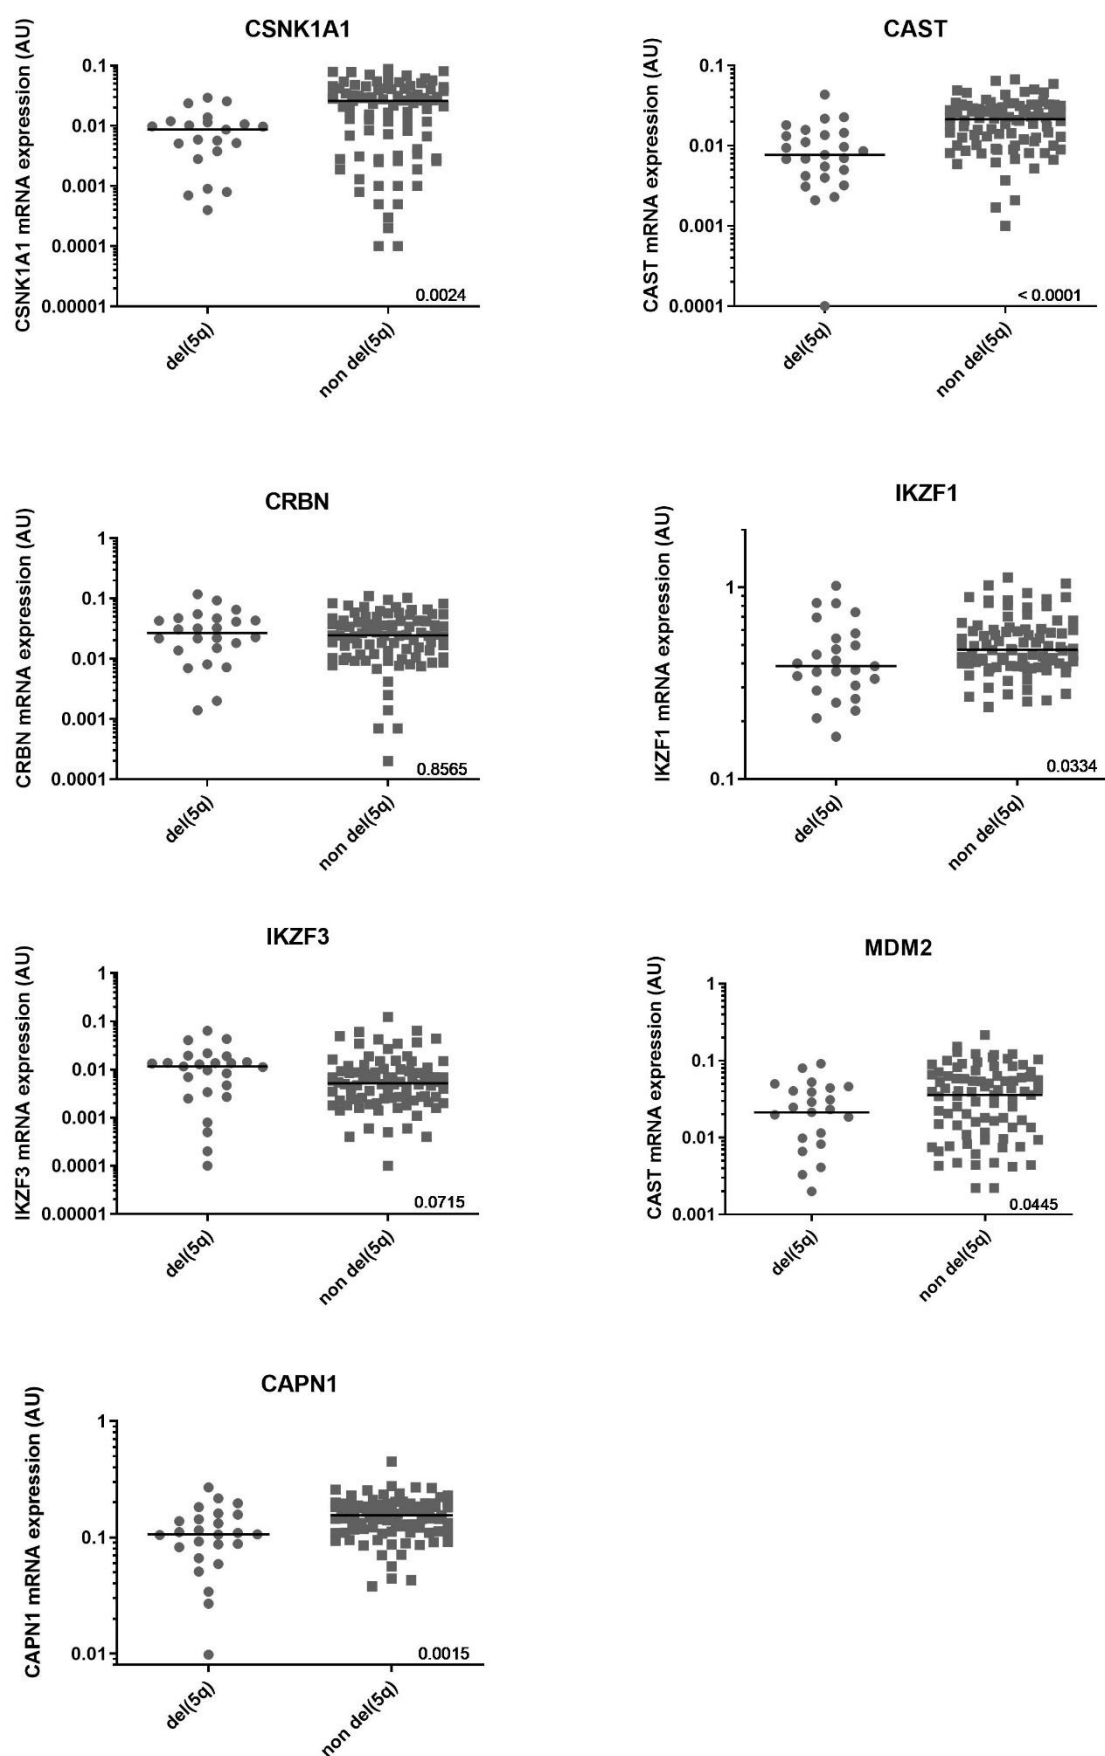 CSNK1A1
CSNK1A1 mRNA expression (AU)
0.1
0.01
0.001
0.0001
0.00001
0.0024
del(5q)
non del(5q)
CAST
CAST mRNA expression (AU)
0.1
0.01
0.001
0.0001
< 0.0001
del(5q)
non del(5q)
CRBN
CRBN mRNA expression (AU)
1
0.1
0.01
0.001
0.0001
0.8565
del(5q)
non del(5q)
IKZF1
IKZF1 mRNA expression (AU)
1
0.1
0.0334
del(5q)
non del(5q)
IKZF3
IKZF3 mRNA expression (AU)
1
0.1
0.01
0.001
0.0001
0.00001
0.0715
del(5q)
non del(5q)
MDM2
CAST mRNA expression (AU)
1
0.1
0.01
0.001
0.0445
del(5q)
non del(5q)
CAPN1
CAPN1 mRNA expression (AU)
1
0.1
0.01
0.0015
del(5q)
non del(5q)